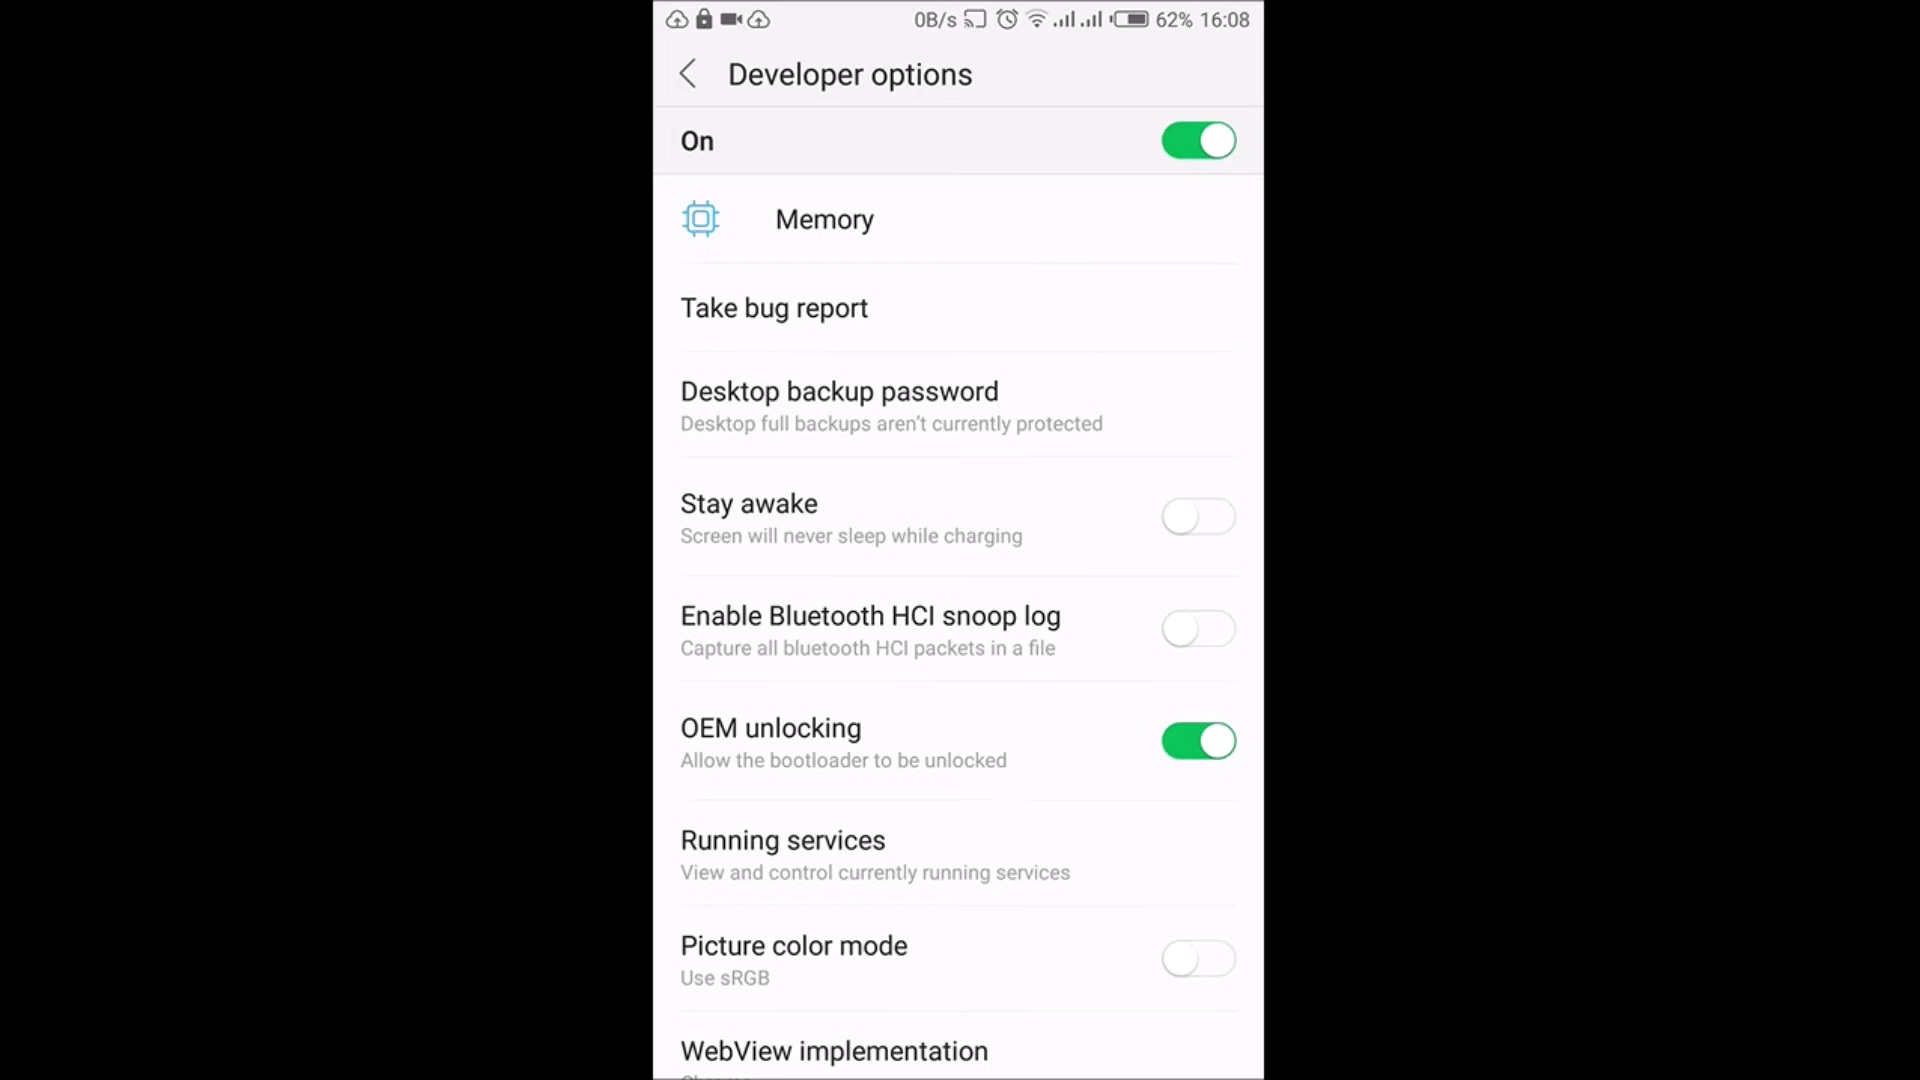 0B/s 62% 16:08
Developer options
On
Memory
Take bug report
Desktop backup password
Desktop full backups aren't currently protected
Stay awake
Screen will never sleep while charging
Enable Bluetooth HCI snoop log
Capture all bluetooth HCI packets in a file
OEM unlocking
Allow the bootloader to be unlocked
Running services
View and control currently running services
Picture color mode
Use sRGB
WebView implementation